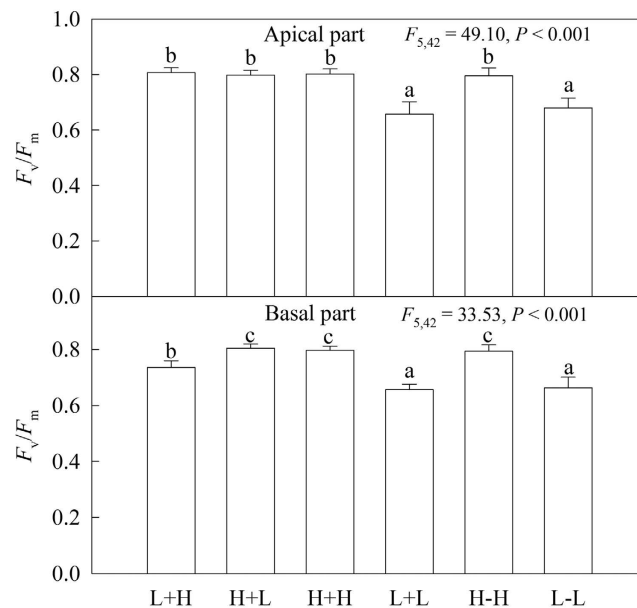 1.0
Apical part
F5,42 = 49.10, P < 0.001
b
b
b
a
b
a
0.8
0.6
0.4
0.2
0.0
Fv/Fm
1.0
Basal part
F5,42 = 33.53, P < 0.001
b
c
c
a
c
a
0.8
0.6
0.4
0.2
0.0
Fv/Fm
L+H H+L H+H L+L H-H L-L